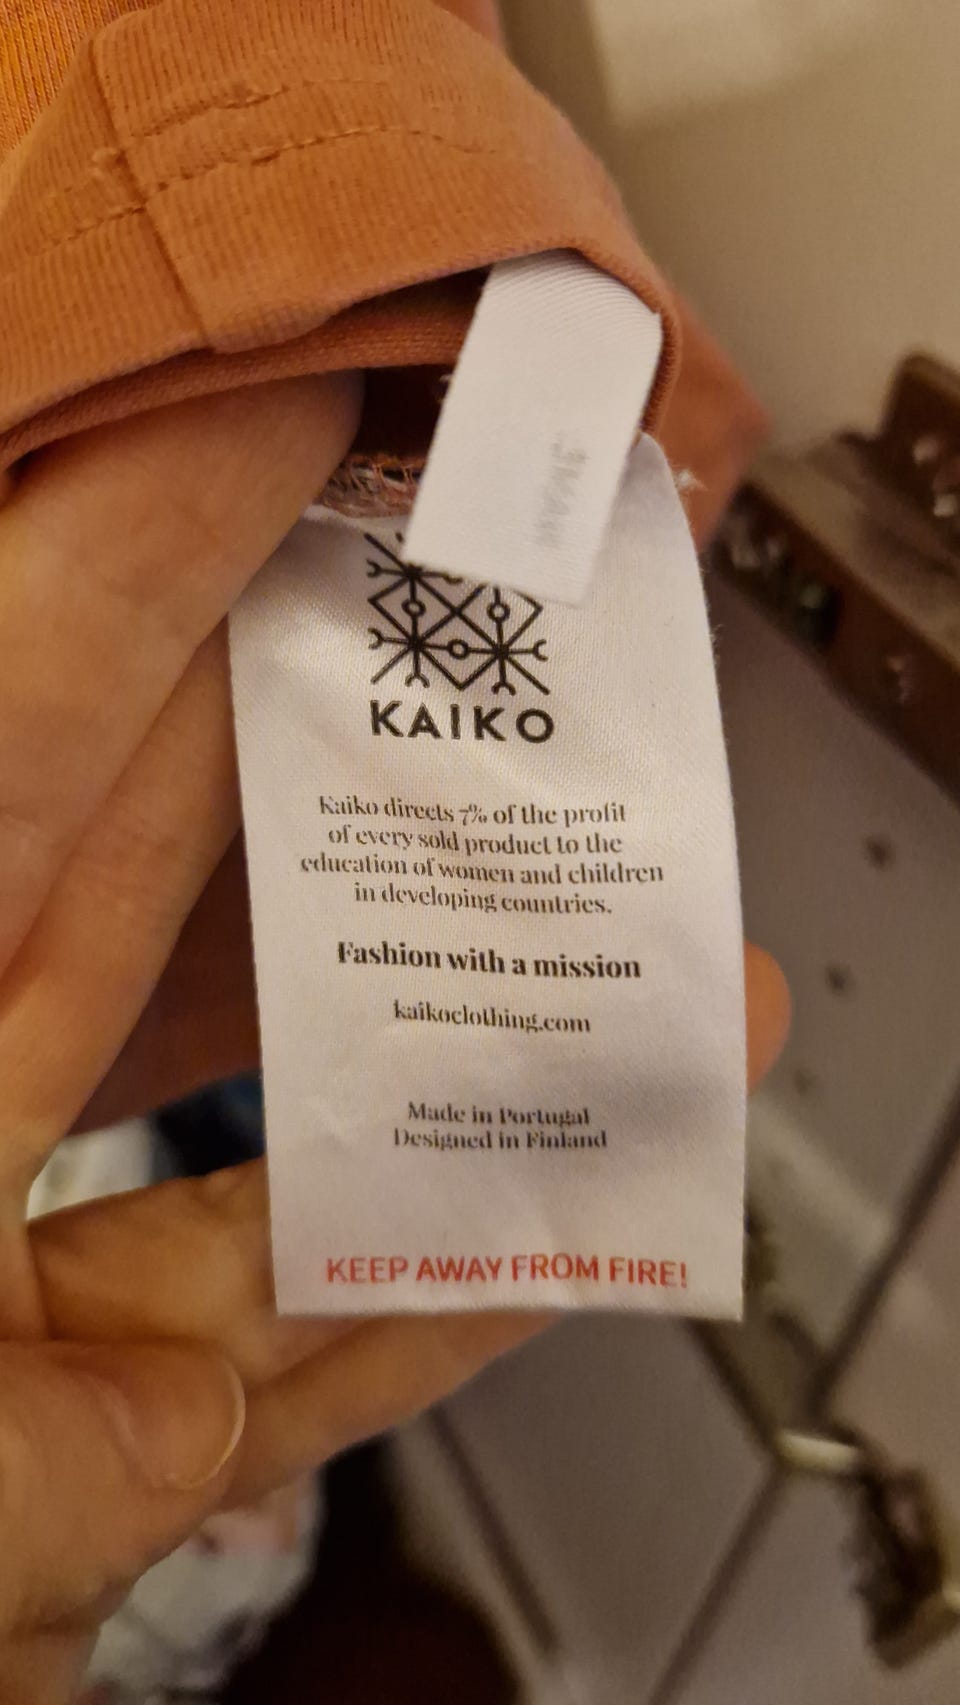 KAIKO
Kaiko directs 7% of the profit
of every sold product to the
education of women and children
in developing countries.
Fashion with a mission
kaikoclothing.com
Made in Portugal
Designed in Finland
KEEP AWAY FROM FIRE!